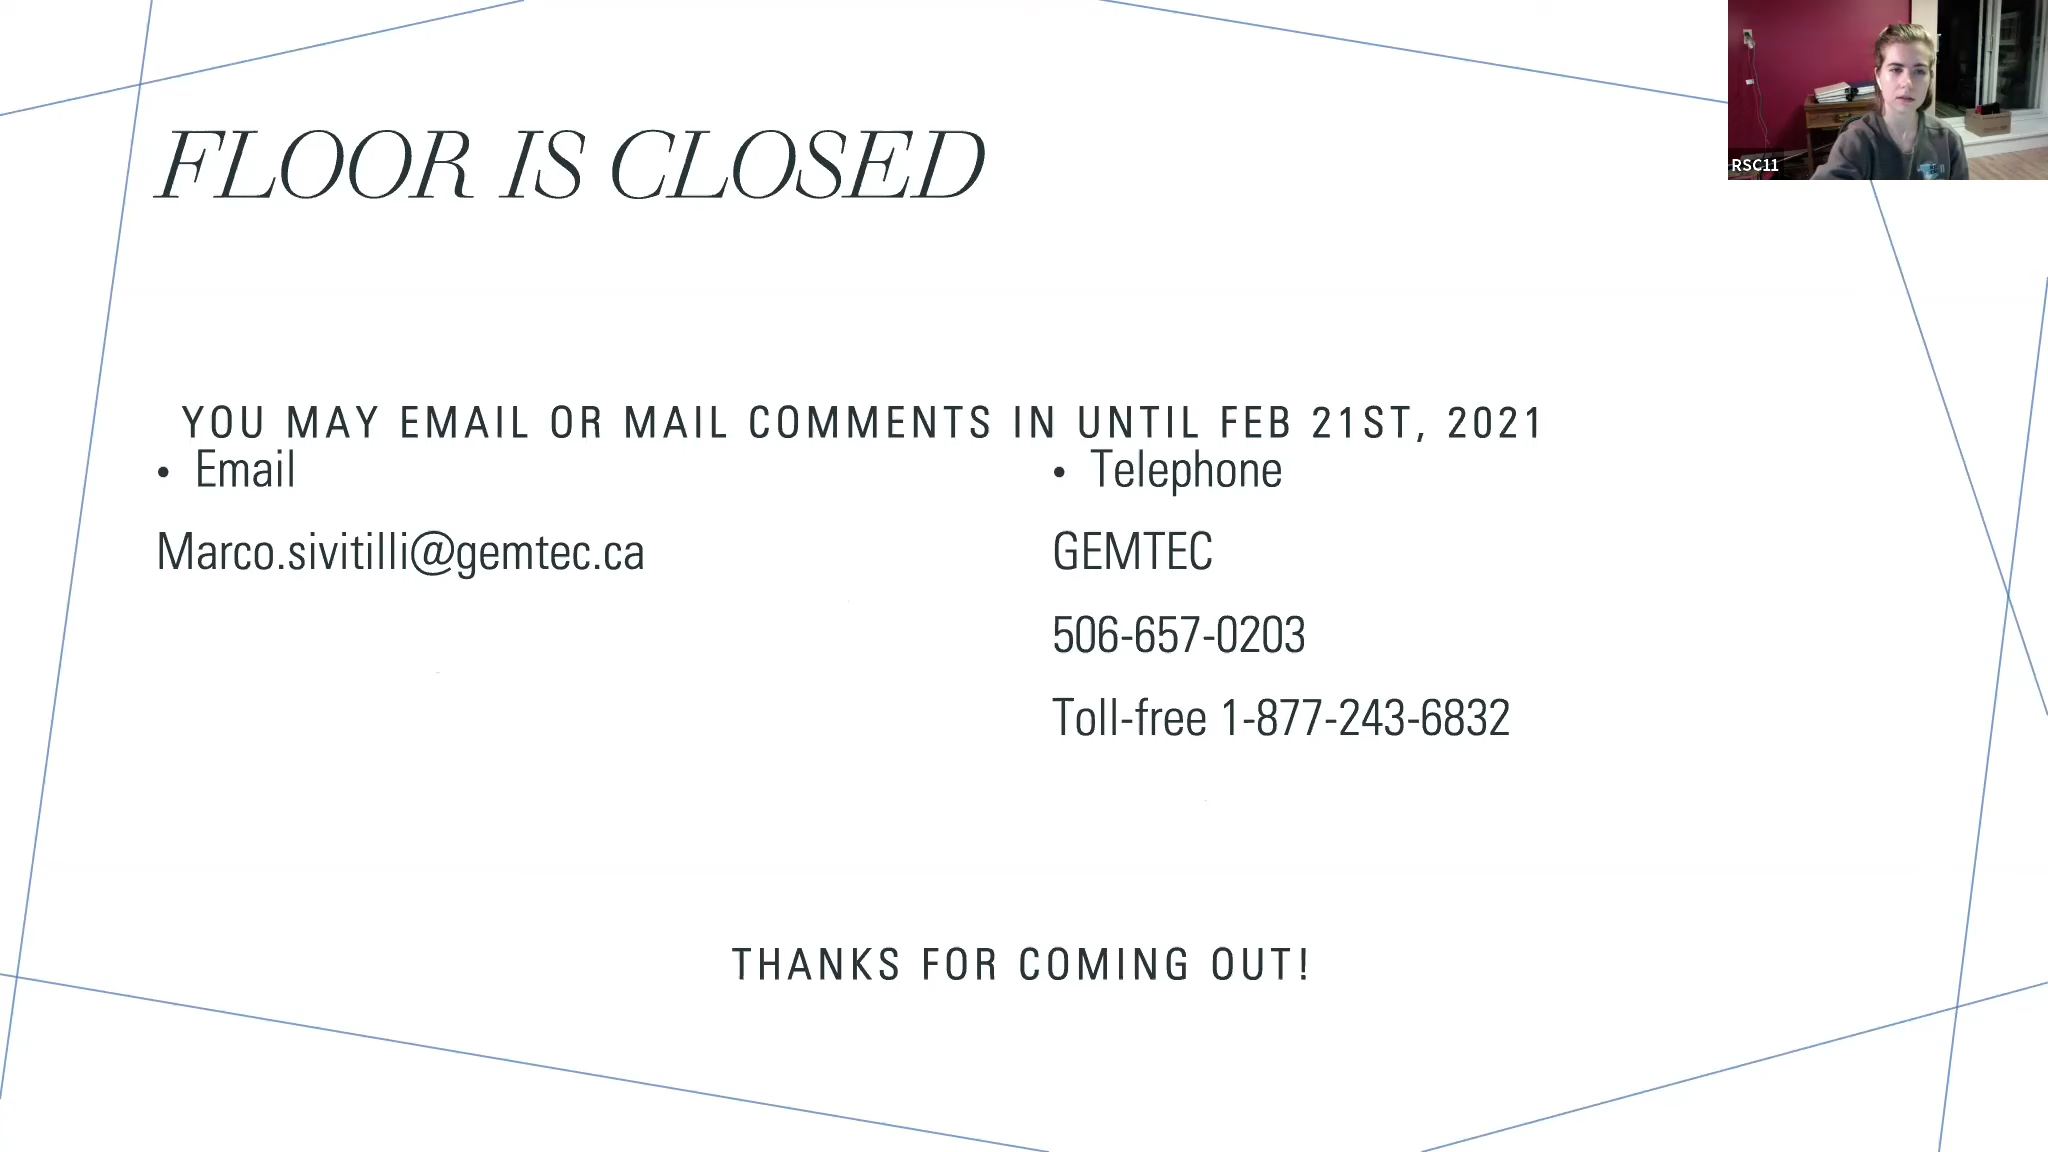 FLOOR IS CLOSED
RSC11
YOU MAY EMAIL OR MAIL COMMENTS IN UNTIL FEB 21ST, 2021
• Email
Marco.sivitilli@gemtec.ca
• Telephone
GEMTEC
506-657-0203
Toll-free 1-877-243-6832
THANKS FOR COMING OUT!